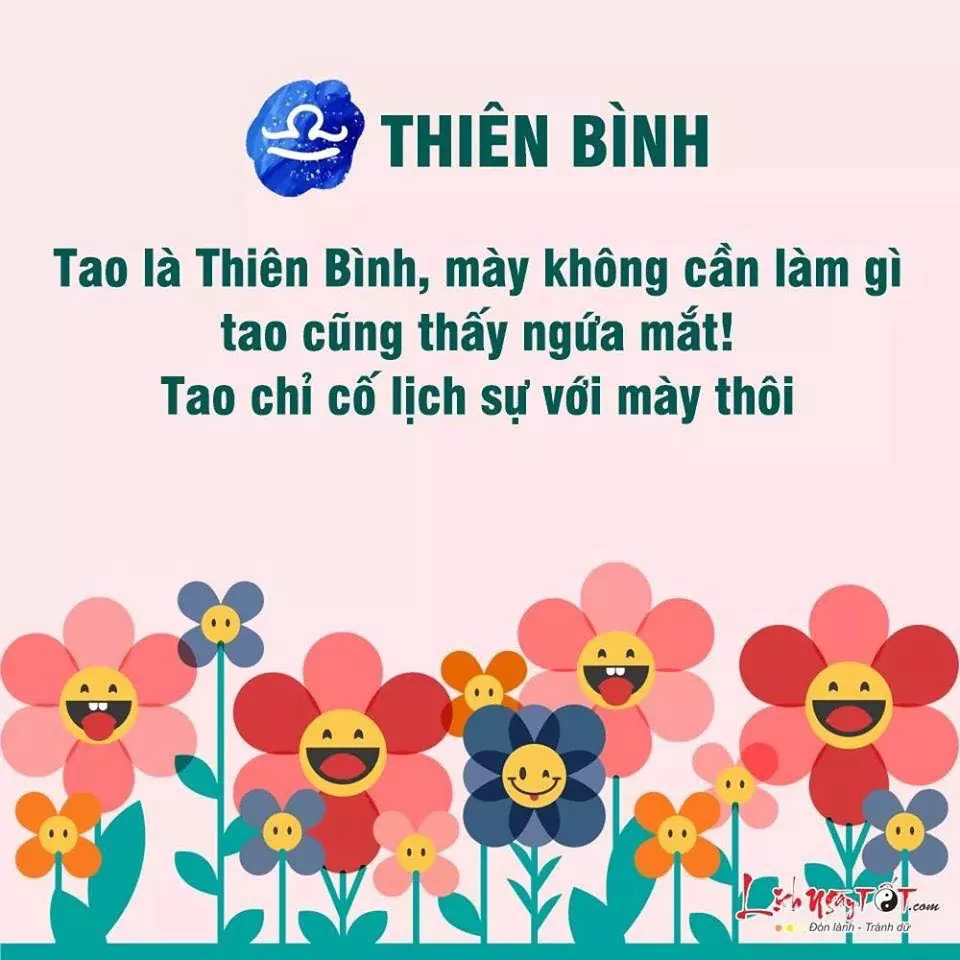 THIÊN BÌNH
Tao là Thiên Bình, mày không cần làm gì
tao cũng thấy ngứa mắt!
Tao chỉ cố lịch sự với mày thôi
LịchNgàyTỐT.com
Đón lành - Tránh dữ